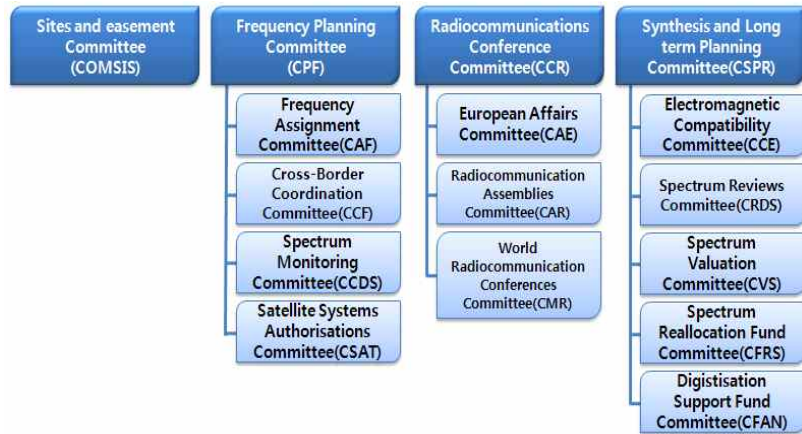 Sites and easement
Committee
(COMSIS)
Frequency Planning
Committee
(CPF)
Frequency
Assignment
Committee(CAF)
Cross-Border
Coordination
Committee(CCF)
Spectrum
Monitoring
Committee(CCDS)
Satellite Systems
Authorisations
Committee(CSAT)
Radiocommunications
Conference
Committee(CCR)
European Affairs
Committee(CAE)
Radiocommunication
Assemblies
Committee(CAR)
World
Radiocommunication
Conferences
Committee(CMR)
Synthesis and Long
term Planning
Committee(CSPR)
Electromagnetic
Compatibility
Committee(CCE)
Spectrum Reviews
Committee(CRDS)
Spectrum
Valuation
Committee(CVS)
Spectrum
Reallocation Fund
Committee(CFRS)
Digistisation
Support Fund
Committee(CFAN)